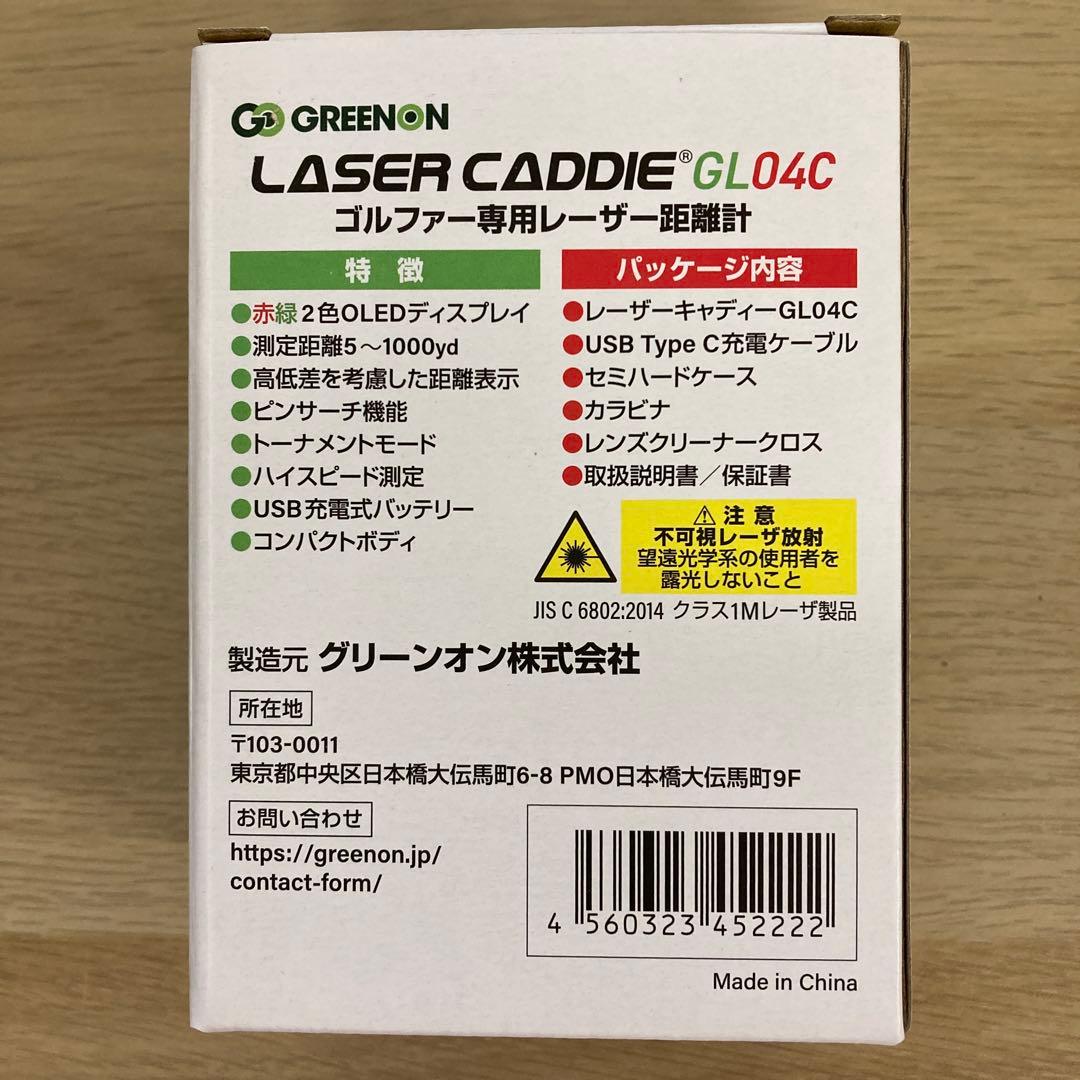 GREENON
LASER CADDIE® GL04C
ゴルファー専用レーザー距離計
特徴
●赤緑2色OLEDディスプレイ
●測定距離5～1000yd
●高低差を考慮した距離表示
●ピンサーチ機能
●トーナメントモード
●ハイスピード測定
●USB充電式バッテリー
●コンパクトボディ
パッケージ内容
●レーザーキャディーGL04C
●USB Type C充電ケーブル
●セミハードケース
●カラビナ
●レンズクリーナークロス
●取扱説明書／保証書
⚠ 注意
不可視レーザ放射
望遠光学系の使用者を
露光しないこと
JIS C 6802:2014 クラス1Mレーザ製品
製造元 グリーンオン株式会社
所在地
〒103-0011
東京都中央区日本橋大伝馬町6-8 PMO日本橋大伝馬町9F
お問い合わせ
https://greenon.jp/
contact-form/
4 560323 452222
Made in China